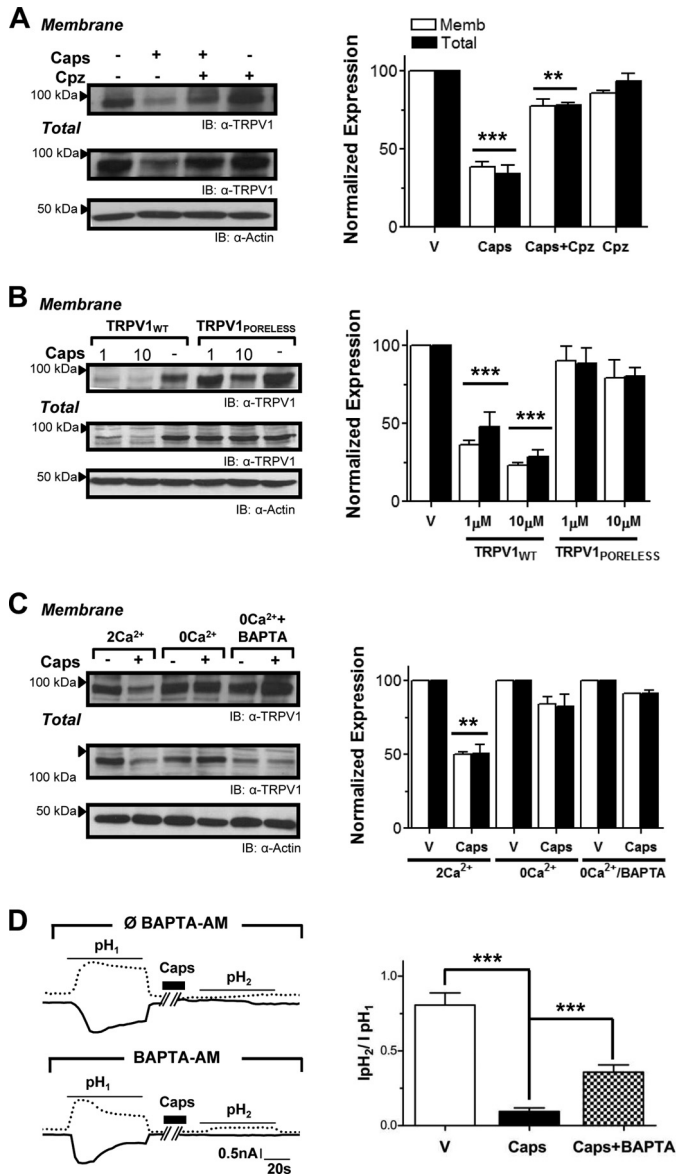 A
Membrane
Caps - + + -
Cpz - - + +
100 kDa
IB: α-TRPV1
Total
100 kDa
IB: α-TRPV1
50 kDa
IB: α-Actin
Memb
Total
Normalized Expression
100
50
0
***
**
V Caps Caps+Cpz Cpz
B
Membrane
TRPV1WT TRPV1PORELESS
Caps 1 10 - 1 10 -
100 kDa
IB: α-TRPV1
Total
100 kDa
IB: α-TRPV1
50 kDa
IB: α-Actin
Normalized Expression
100
75
50
25
0
***
***
V 1μM 10μM 1μM 10μM
TRPV1WT TRPV1PORELESS
C
Membrane
2Ca²⁺ 0Ca²⁺ 0Ca²⁺+ BAPTA
Caps - + - + - +
100 kDa
IB: α-TRPV1
Total
100 kDa
IB: α-TRPV1
50 kDa
IB: α-Actin
Normalized Expression
100
50
0
**
V Caps V Caps V Caps
2Ca²⁺ 0Ca²⁺ 0Ca²⁺/BAPTA
D
Ø BAPTA-AM
pH₁
Caps
pH₂
BAPTA-AM
pH₁
Caps
pH₂
0.5nA
20s
IpH₂/ I pH₁
1.0
0.5
0.0
***
***
V Caps Caps+BAPTA